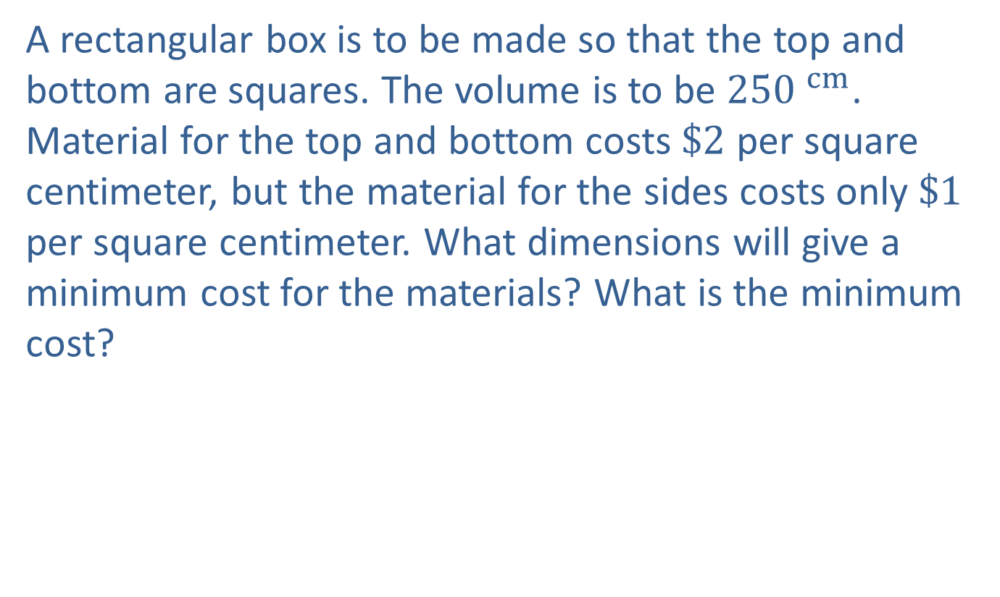 A rectangular box is to be made so that the top and
bottom are squares. The volume is to be 250 ᶜᵐ.
Material for the top and bottom costs $2 per square
centimeter, but the material for the sides costs only $1
per square centimeter. What dimensions will give a
minimum cost for the materials? What is the minimum
cost?